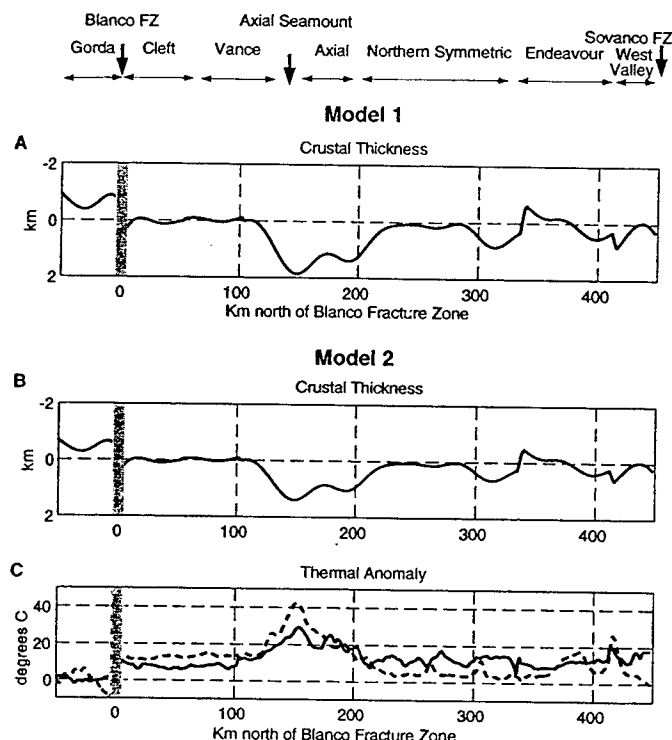 Blanco FZ
Axial Seamount
Sovanco FZ
Gorda Cleft Vance Axial Northern Symmetric Endeavour West Valley
Model 1
A
Crustal Thickness
-2
0
2
km
0 100 200 300 400
Km north of Blanco Fracture Zone
Model 2
B
Crustal Thickness
-2
0
2
km
0 100 200 300 400
C
Thermal Anomaly
40
20
0
degrees C
0 100 200 300 400
Km north of Blanco Fracture Zone